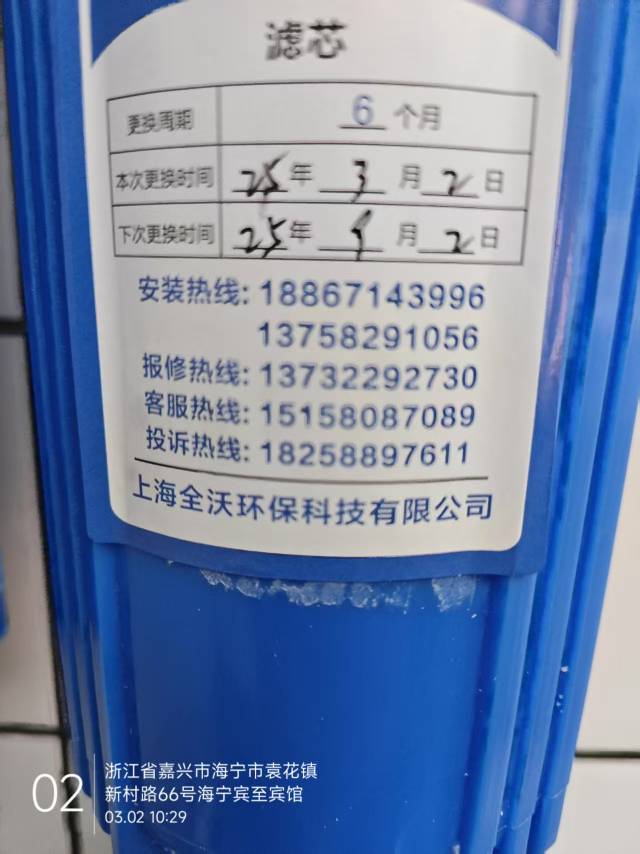 滤芯
更换周期 6 个月
本次更换时间 25年 3 月 2 日
下次更换时间 25年 9 月 2 日
安装热线: 18867143996
13758291056
报修热线: 13732292730
客服热线: 15158087089
投诉热线: 18258897611
上海全沃环保科技有限公司
02
浙江省嘉兴市海宁市袁花镇
新村路66号海宁宾至宾馆
03.02 10:29